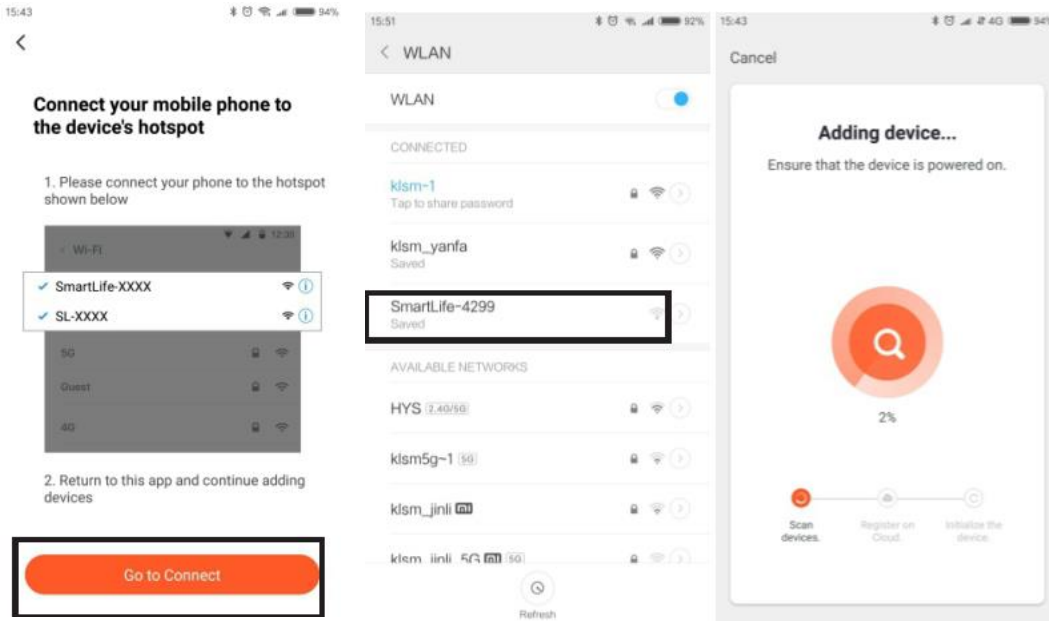 15:43
94%
Connect your mobile phone to
the device's hotspot
1. Please connect your phone to the hotspot
shown below
12:30
Wi-Fi
SmartLife-XXXX
SL-XXXX
5G
Guest
4G
2. Return to this app and continue adding
devices
Go to Connect
15:51
92%
WLAN
WLAN
CONNECTED
klsm-1
Tap to share password
klsm_yanfa
Saved
SmartLife-4299
Saved
AVAILABLE NETWORKS
HYS 2.4G/5G
klsm5g~1 5G
klsm_jinli
klsm_jinli_5G 5G
Refresh
15:43
4G 94%
Cancel
Adding device...
Ensure that the device is powered on.
2%
Scan
devices.
Register on
Cloud.
Initialize the
device.